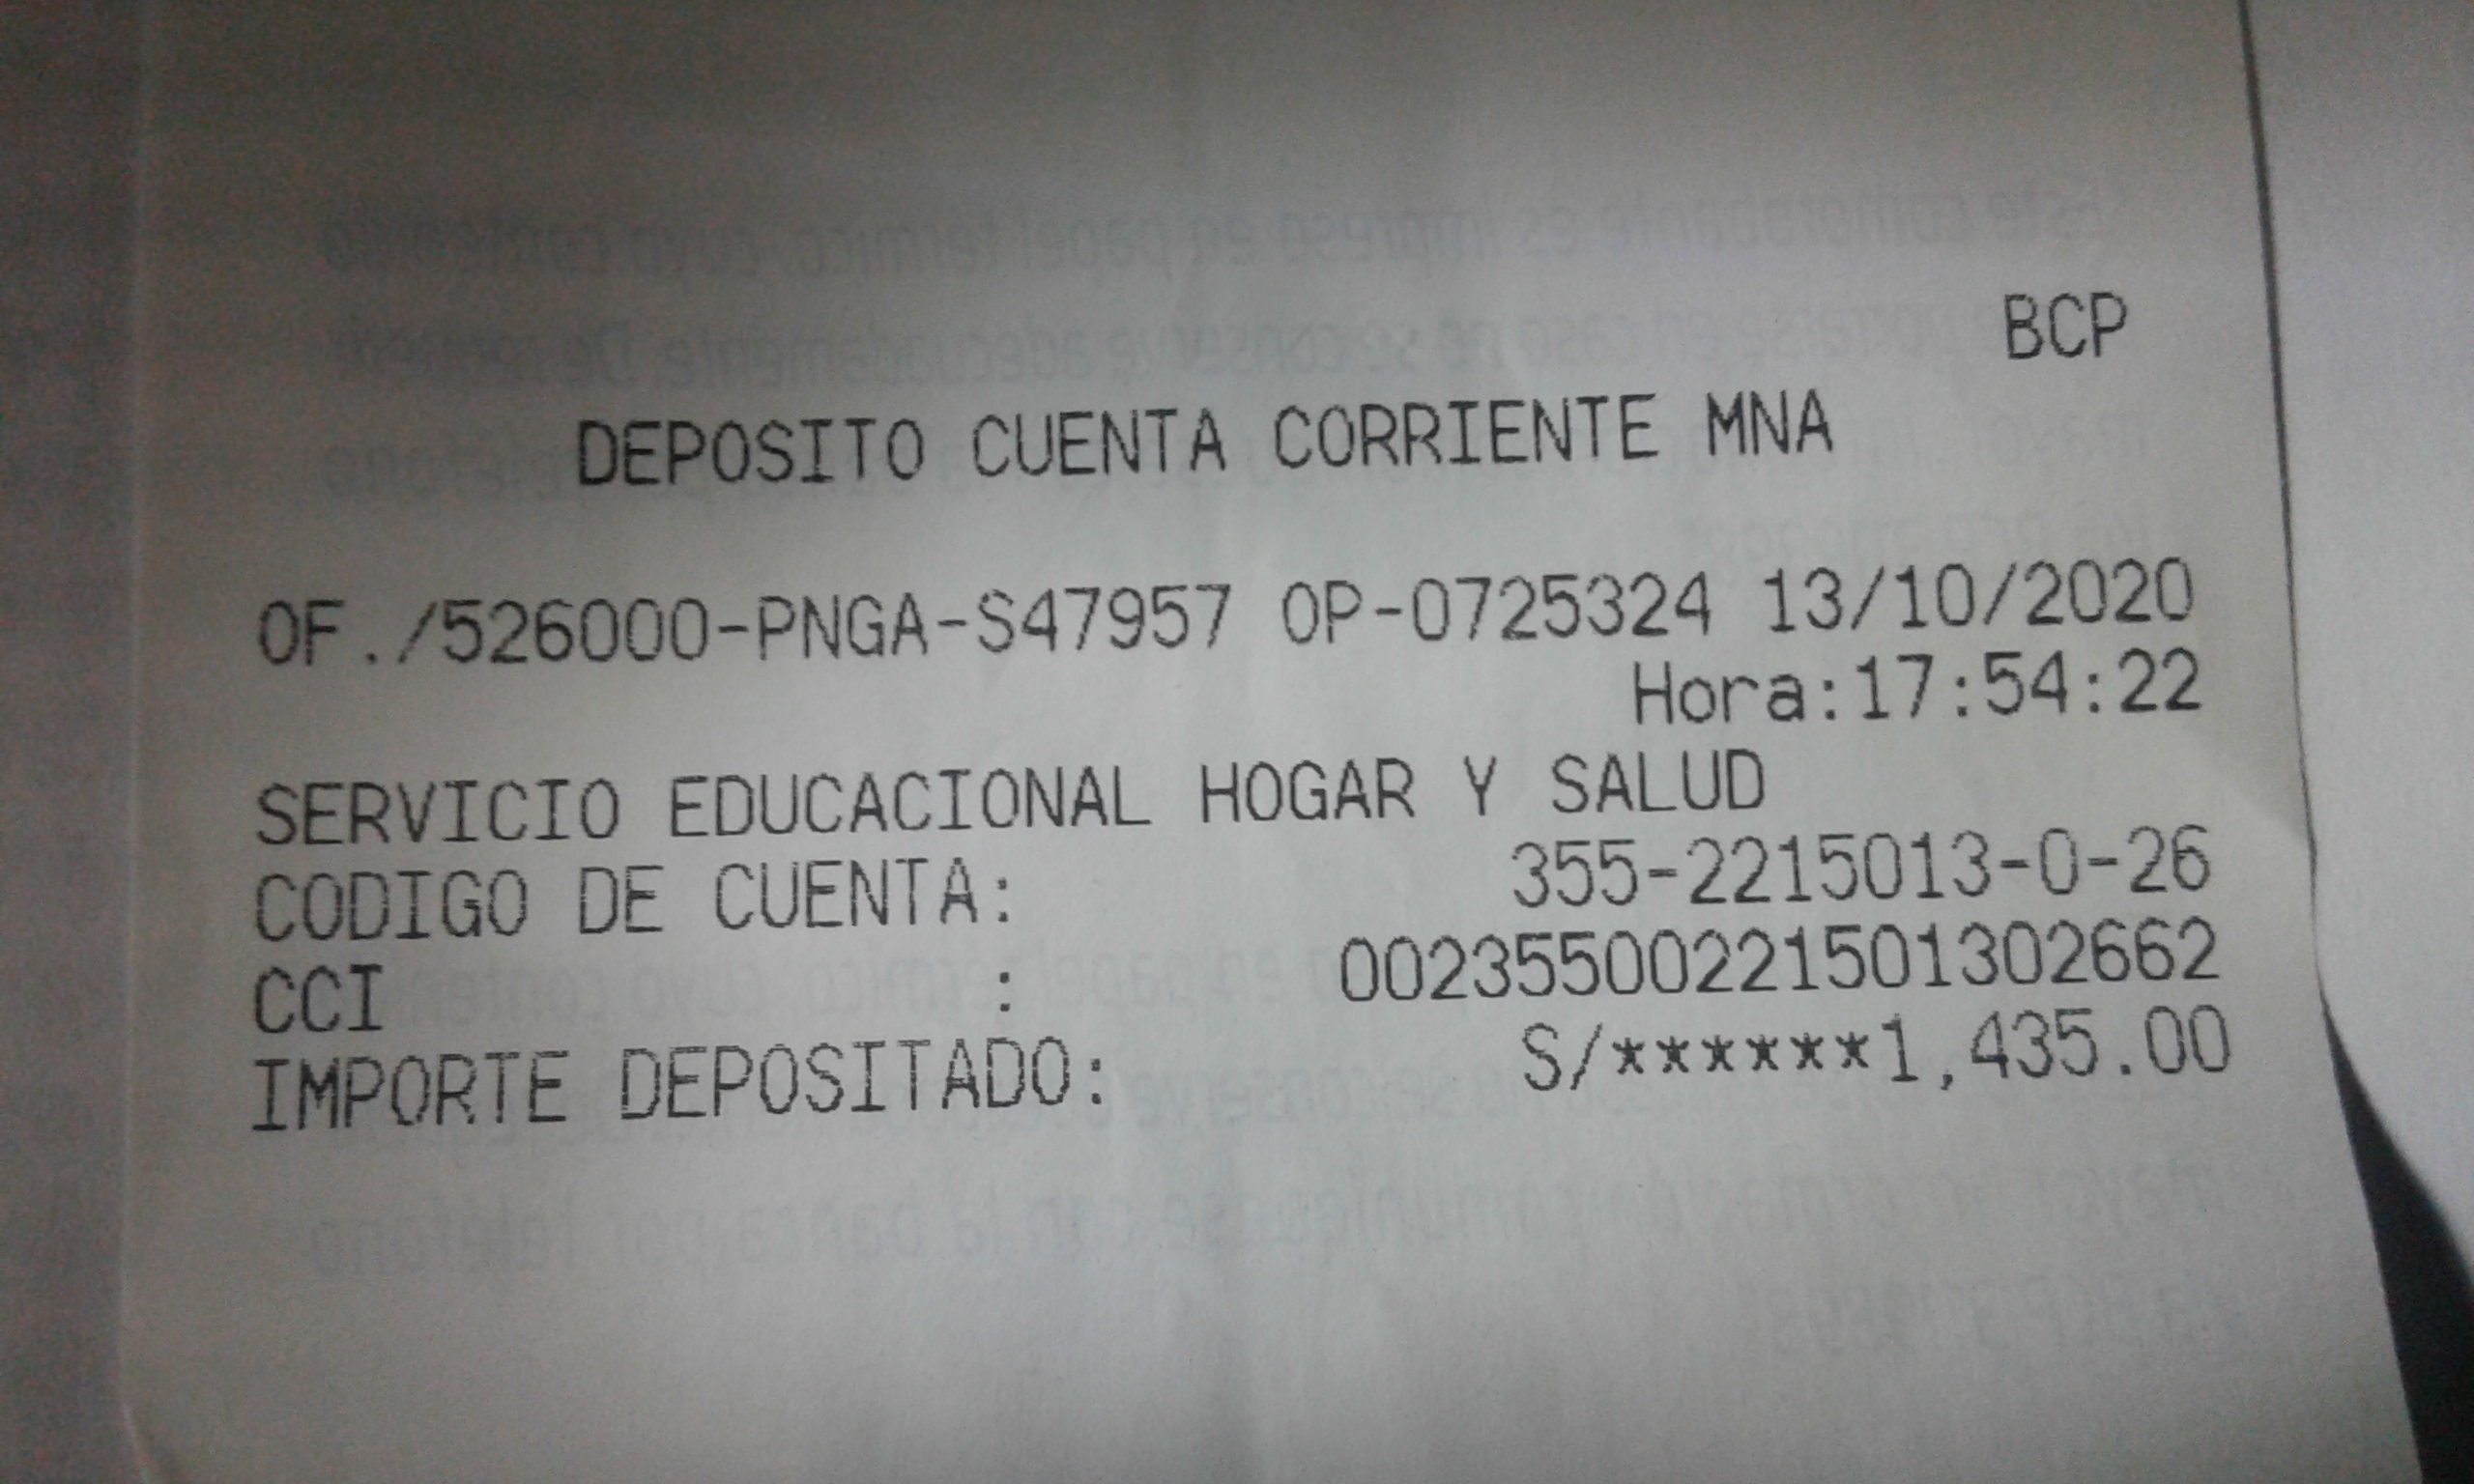 BCP
DEPOSITO CUENTA CORRIENTE MNA
OF./526000-PNGA-S47957 OP-0725324 13/10/2020
Hora:17:54:22
SERVICIO EDUCACIONAL HOGAR Y SALUD
CODIGO DE CUENTA: 355-2215013-0-26
CCI : 00235500221501302662
IMPORTE DEPOSITADO: S/******1,435.00